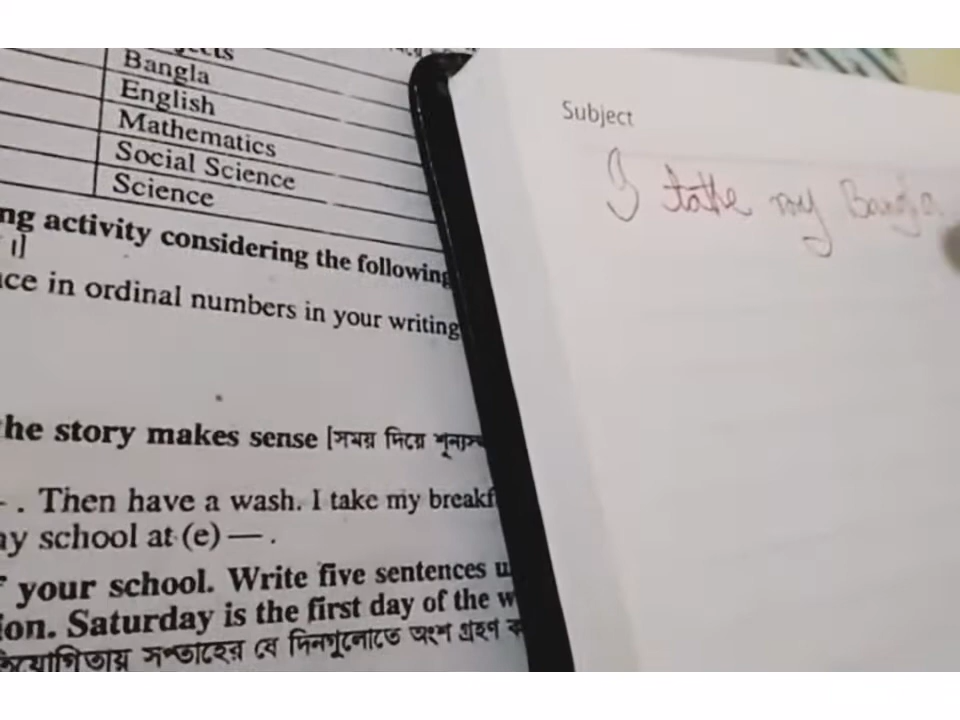 Bangla
English
Mathematics
Social Science
Science
ng activity considering the following
ce in ordinal numbers in your writing
he story makes sense [সময় দিয়ে
. Then have a wash. I take my breakf
y school at (e) — .
your school. Write five sentences u
ion. Saturday is the first day of the w
সপ্তাহের যে দিনগুলোতে অংশ গ্রহণ
Subject
I take my Bangla